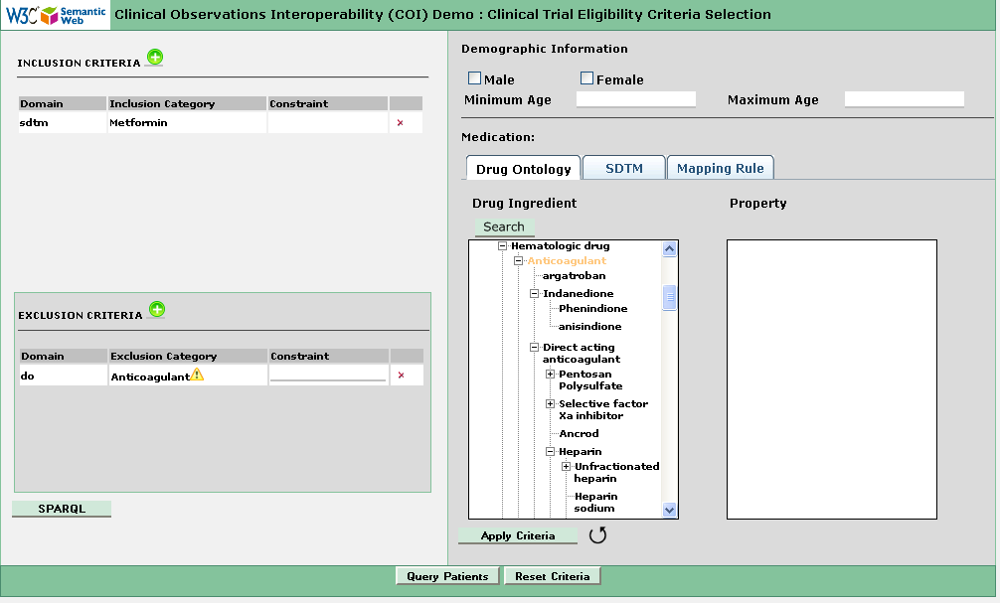 W3C Semantic Web
Clinical Observations Interoperability (COI) Demo : Clinical Trial Eligibility Criteria Selection
INCLUSION CRITERIA
Domain Inclusion Category Constraint
sdtm Metformin
EXCLUSION CRITERIA
Domain Exclusion Category Constraint
do Anticoagulant
SPARQL
Demographic Information
Male Female
Minimum Age Maximum Age
Medication:
Drug Ontology SDTM Mapping Rule
Drug Ingredient Property
Search
Hematologic drug
Anticoagulant
argatroban
Indanedione
Phenindione
anisindione
Direct acting
anticoagulant
Pentosan
Polysulfate
Selective factor
Xa inhibitor
Ancrod
Heparin
Unfractionated
heparin
Heparin
sodium
Apply Criteria
Query Patients Reset Criteria